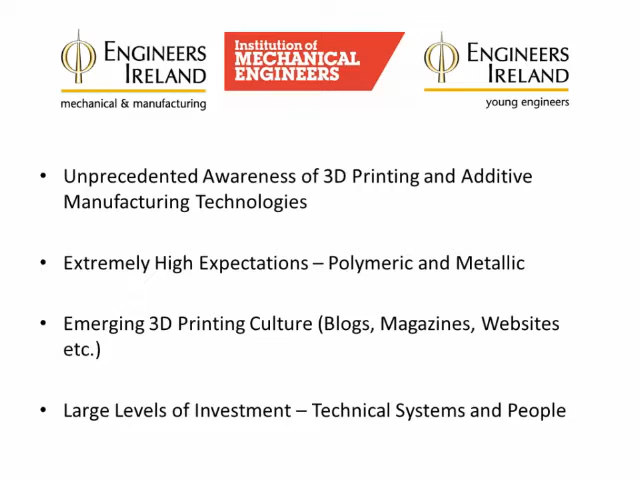 ENGINEERS
IRELAND
mechanical & manufacturing
Institution of
MECHANICAL
ENGINEERS
ENGINEERS
IRELAND
young engineers
• Unprecedented Awareness of 3D Printing and Additive
Manufacturing Technologies
• Extremely High Expectations – Polymeric and Metallic
• Emerging 3D Printing Culture (Blogs, Magazines, Websites
etc.)
• Large Levels of Investment – Technical Systems and People